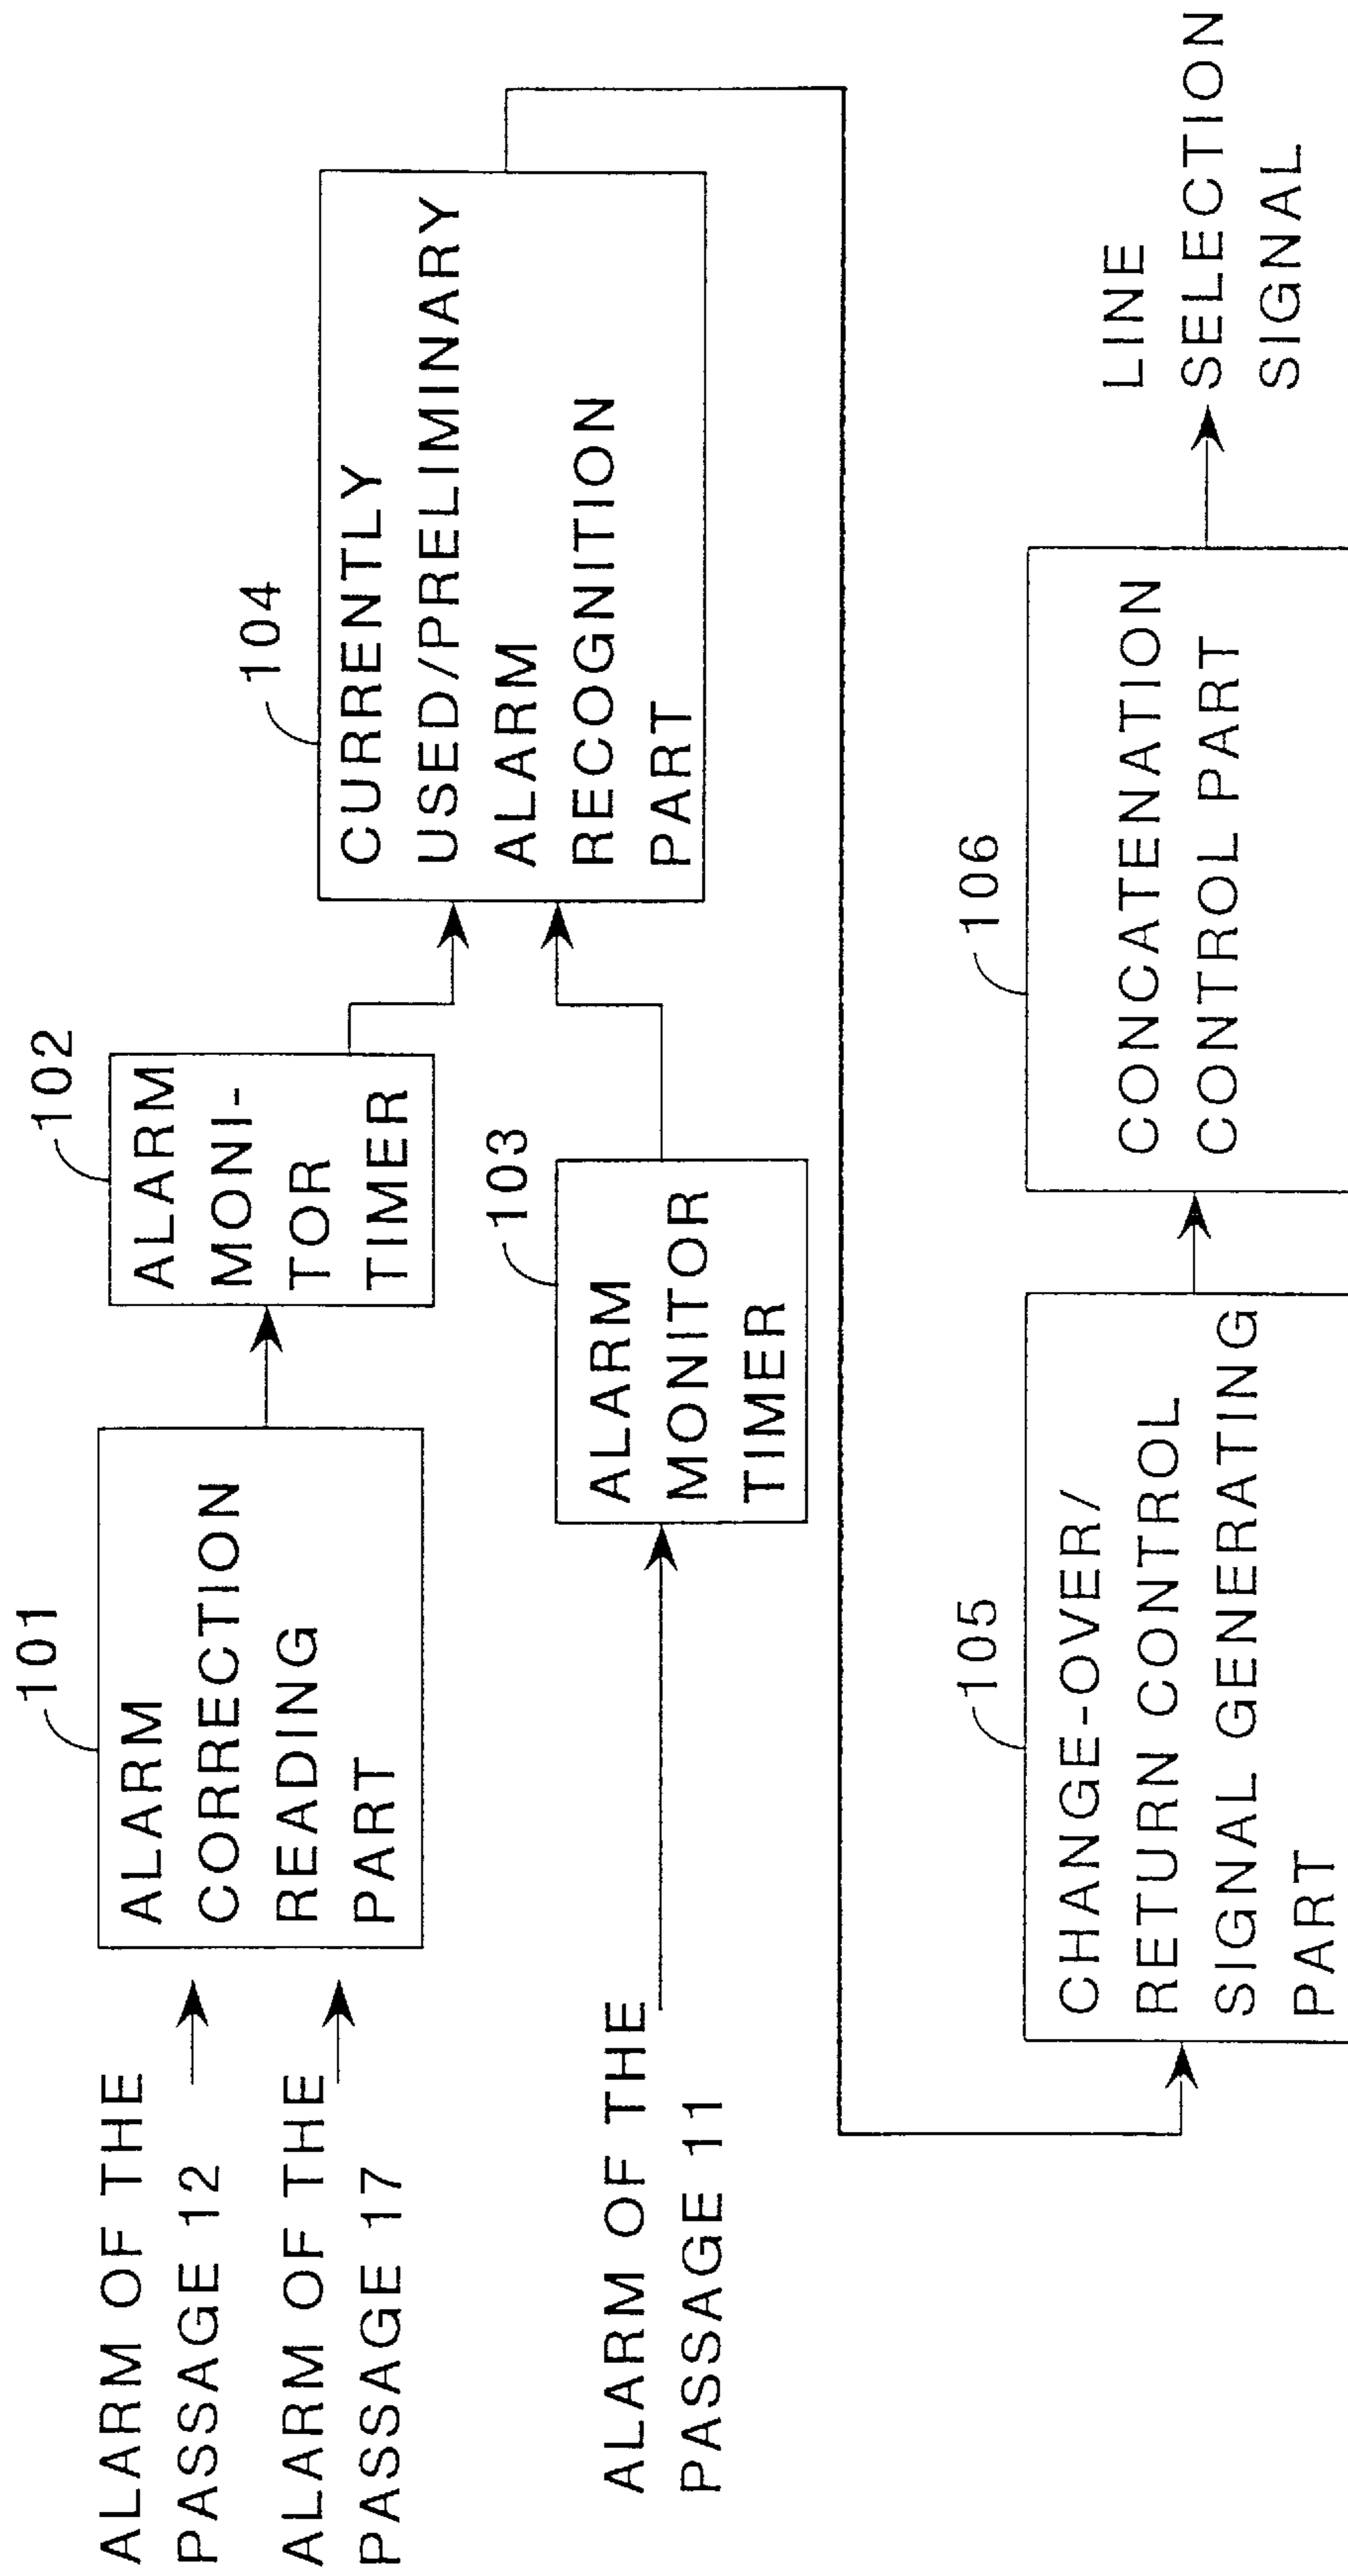 ALARM OF THE
PASSAGE 12
ALARM OF THE
PASSAGE 17
101
ALARM
CORRECTION
READING
PART
102
ALARM
MONI-
TOR
TIMER
ALARM OF THE
PASSAGE 11
103
ALARM
MONITOR
TIMER
104
CURRENTLY
USED/PRELIMINARY
ALARM
RECOGNITION
PART
105
CHANGE-OVER/
RETURN CONTROL
SIGNAL GENERATING
PART
106
CONCATENATION
CONTROL PART
LINE
SELECTION
SIGNAL